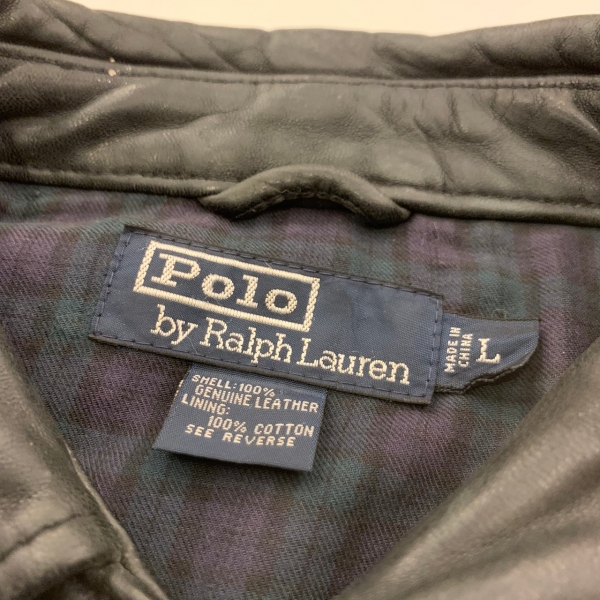 Polo
by Ralph Lauren
MADE IN
CHINA
L
SHELL: 100%
GENUINE LEATHER
LINING:
100% COTTON
SEE REVERSE